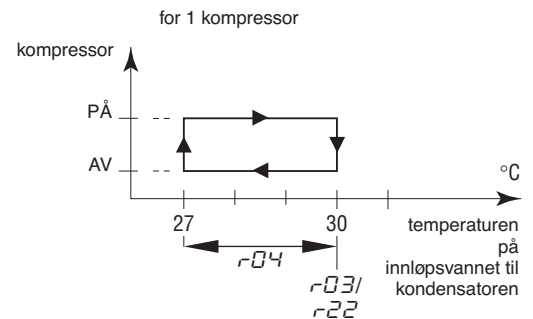 for 1 kompressor
kompressor
PÅ
AV
°C
27
30
temperaturen
på
innløpsvannet til
kondensatoren
r04
r03/
r22